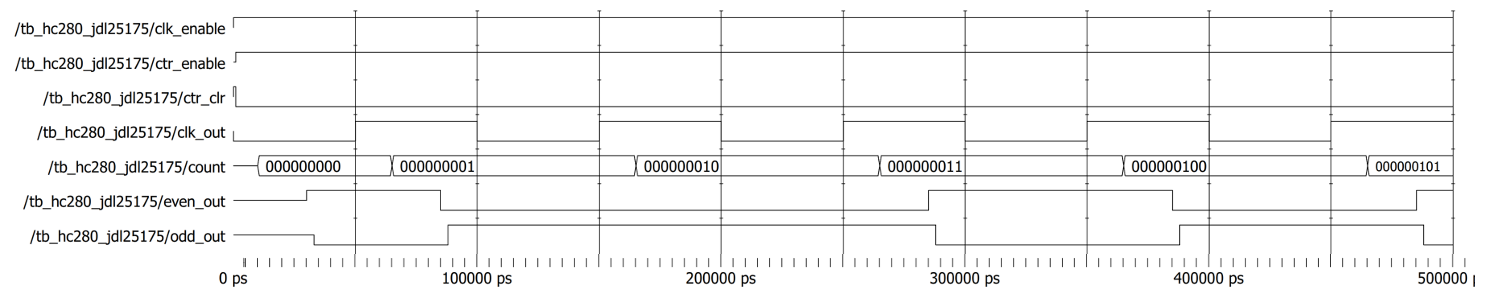 /tb_hc280_jdl25175/clk_enable
/tb_hc280_jdl25175/ctr_enable
/tb_hc280_jdl25175/ctr_clr
/tb_hc280_jdl25175/clk_out
/tb_hc280_jdl25175/count 000000000 000000001 000000010 000000011 000000100 000000101
/tb_hc280_jdl25175/even_out
/tb_hc280_jdl25175/odd_out
0 ps 100000 ps 200000 ps 300000 ps 400000 ps 500000